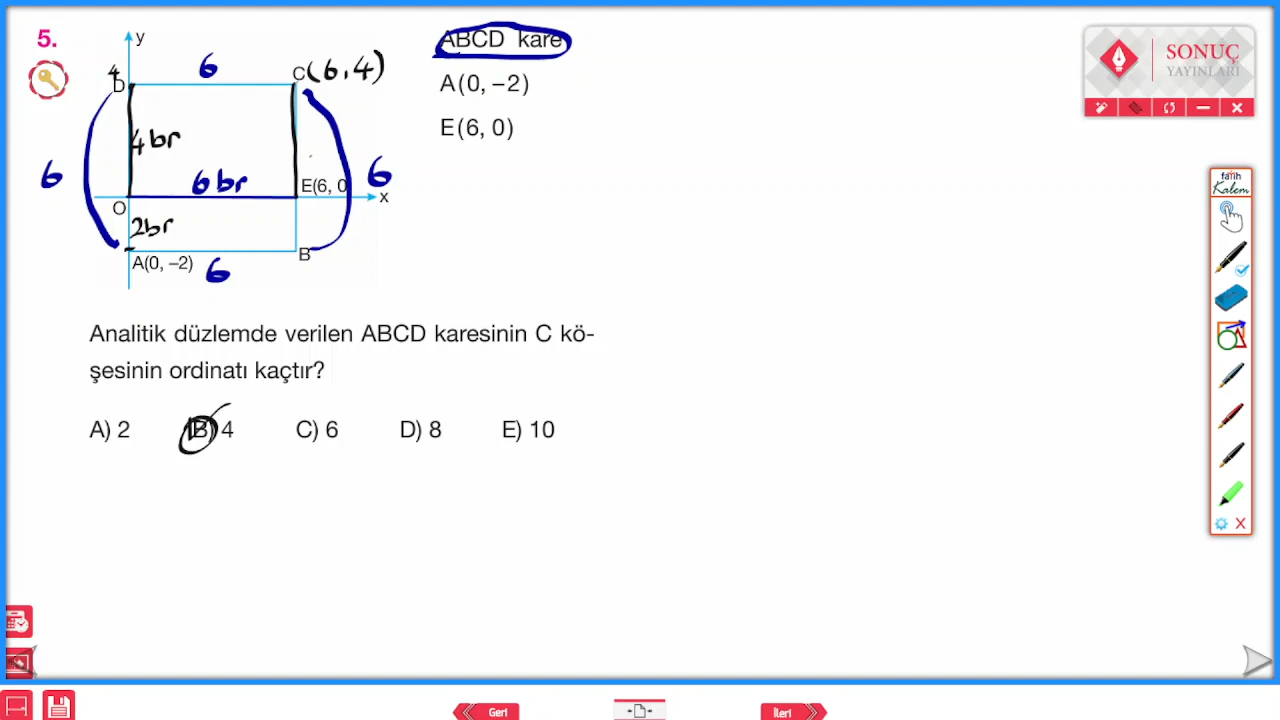 5.
y
ABCD kare
SONUÇ
YAYINLARI
4
6
D
C(6,4)
A(0, –2)
E(6, 0)
4br
6
6br
E(6, 0
6
x
O
2br
A(0, –2)
6
B
fatih
Kalem
Analitik düzlemde verilen ABCD karesinin C kö-
şesinin ordinatı kaçtır?
A) 2 B) 4 C) 6 D) 8 E) 10
Geri
İleri